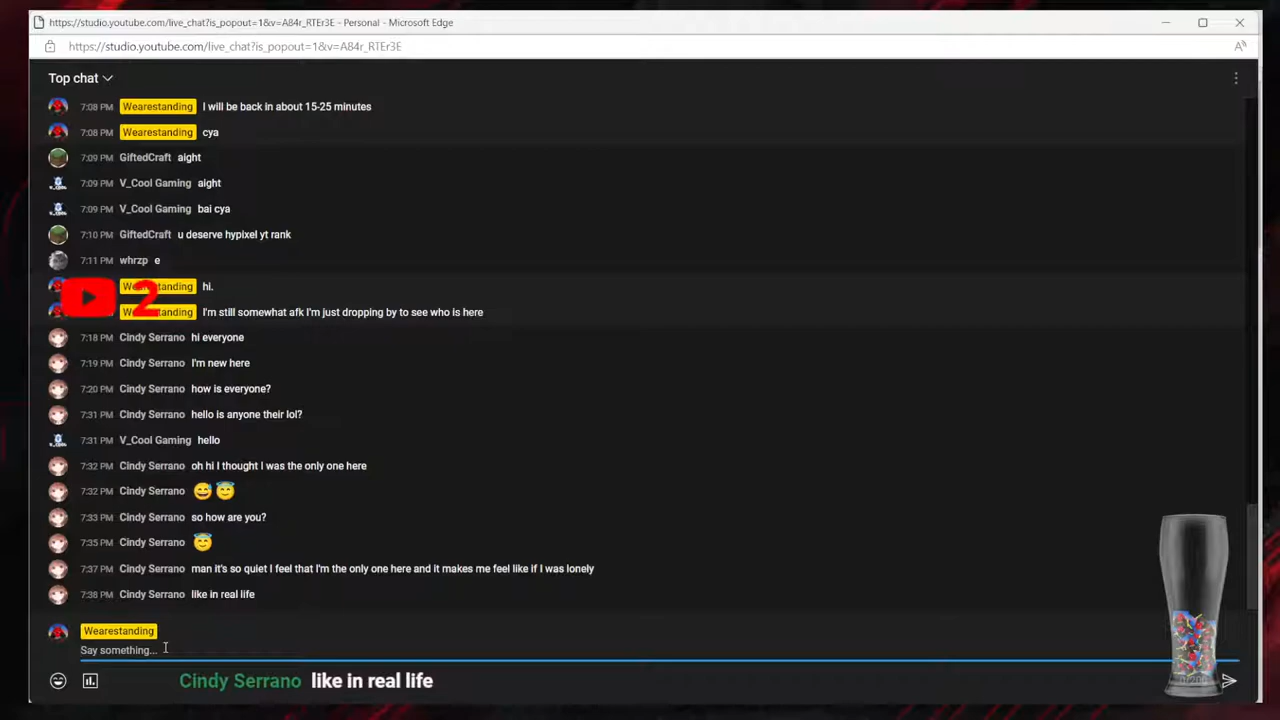 https://studio.youtube.com/live_chat?is_popout=1&v=A84r_RTEr3E - Personal - Microsoft Edge
https://studio.youtube.com/live_chat?is_popout=1&v=A84r_RTEr3E
Top chat
7:08 PM Wearestanding I will be back in about 15-25 minutes
7:08 PM Wearestanding cya
7:09 PM GiftedCraft aight
7:09 PM V_Cool Gaming aight
7:09 PM V_Cool Gaming bai cya
7:10 PM GiftedCraft u deserve hypixel yt rank
7:11 PM whrzp e
Wearestanding hi.
2
Wearestanding I'm still somewhat afk I'm just dropping by to see who is here
7:18 PM Cindy Serrano hi everyone
7:19 PM Cindy Serrano I'm new here
7:20 PM Cindy Serrano how is everyone?
7:31 PM Cindy Serrano hello is anyone their lol?
7:31 PM V_Cool Gaming hello
7:32 PM Cindy Serrano oh hi I thought I was the only one here
7:32 PM Cindy Serrano 😅 😇
7:33 PM Cindy Serrano so how are you?
7:35 PM Cindy Serrano 😇
7:37 PM Cindy Serrano man it's so quiet I feel that I'm the only one here and it makes me feel like if I was lonely
7:38 PM Cindy Serrano like in real life
Wearestanding
Say something...
Cindy Serrano like in real life